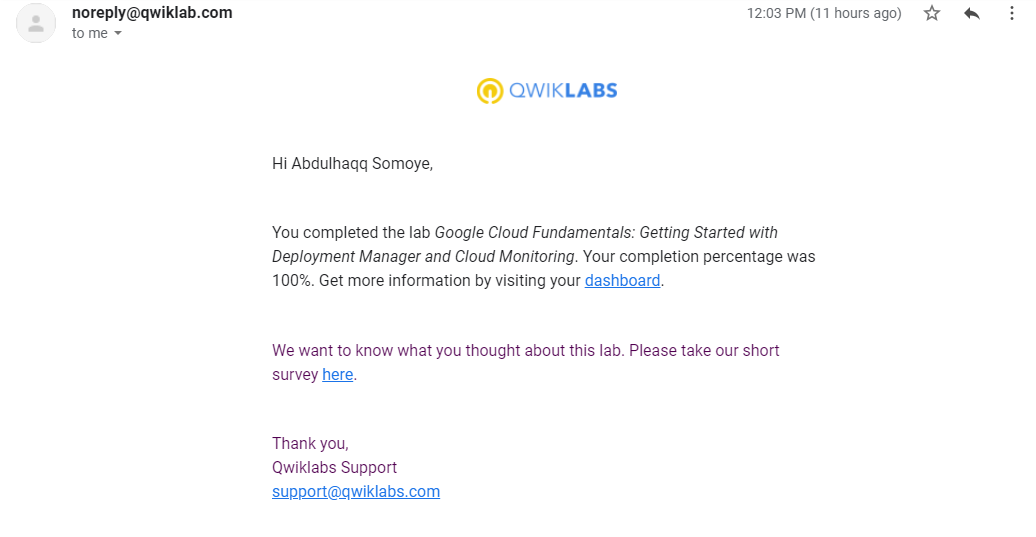 noreply@qwiklab.com
12:03 PM (11 hours ago)
to me
QWIKLABS
Hi Abdulhaqq Somoye,
You completed the lab Google Cloud Fundamentals: Getting Started with
Deployment Manager and Cloud Monitoring. Your completion percentage was
100%. Get more information by visiting your dashboard.
We want to know what you thought about this lab. Please take our short
survey here.
Thank you,
Qwiklabs Support
support@qwiklabs.com